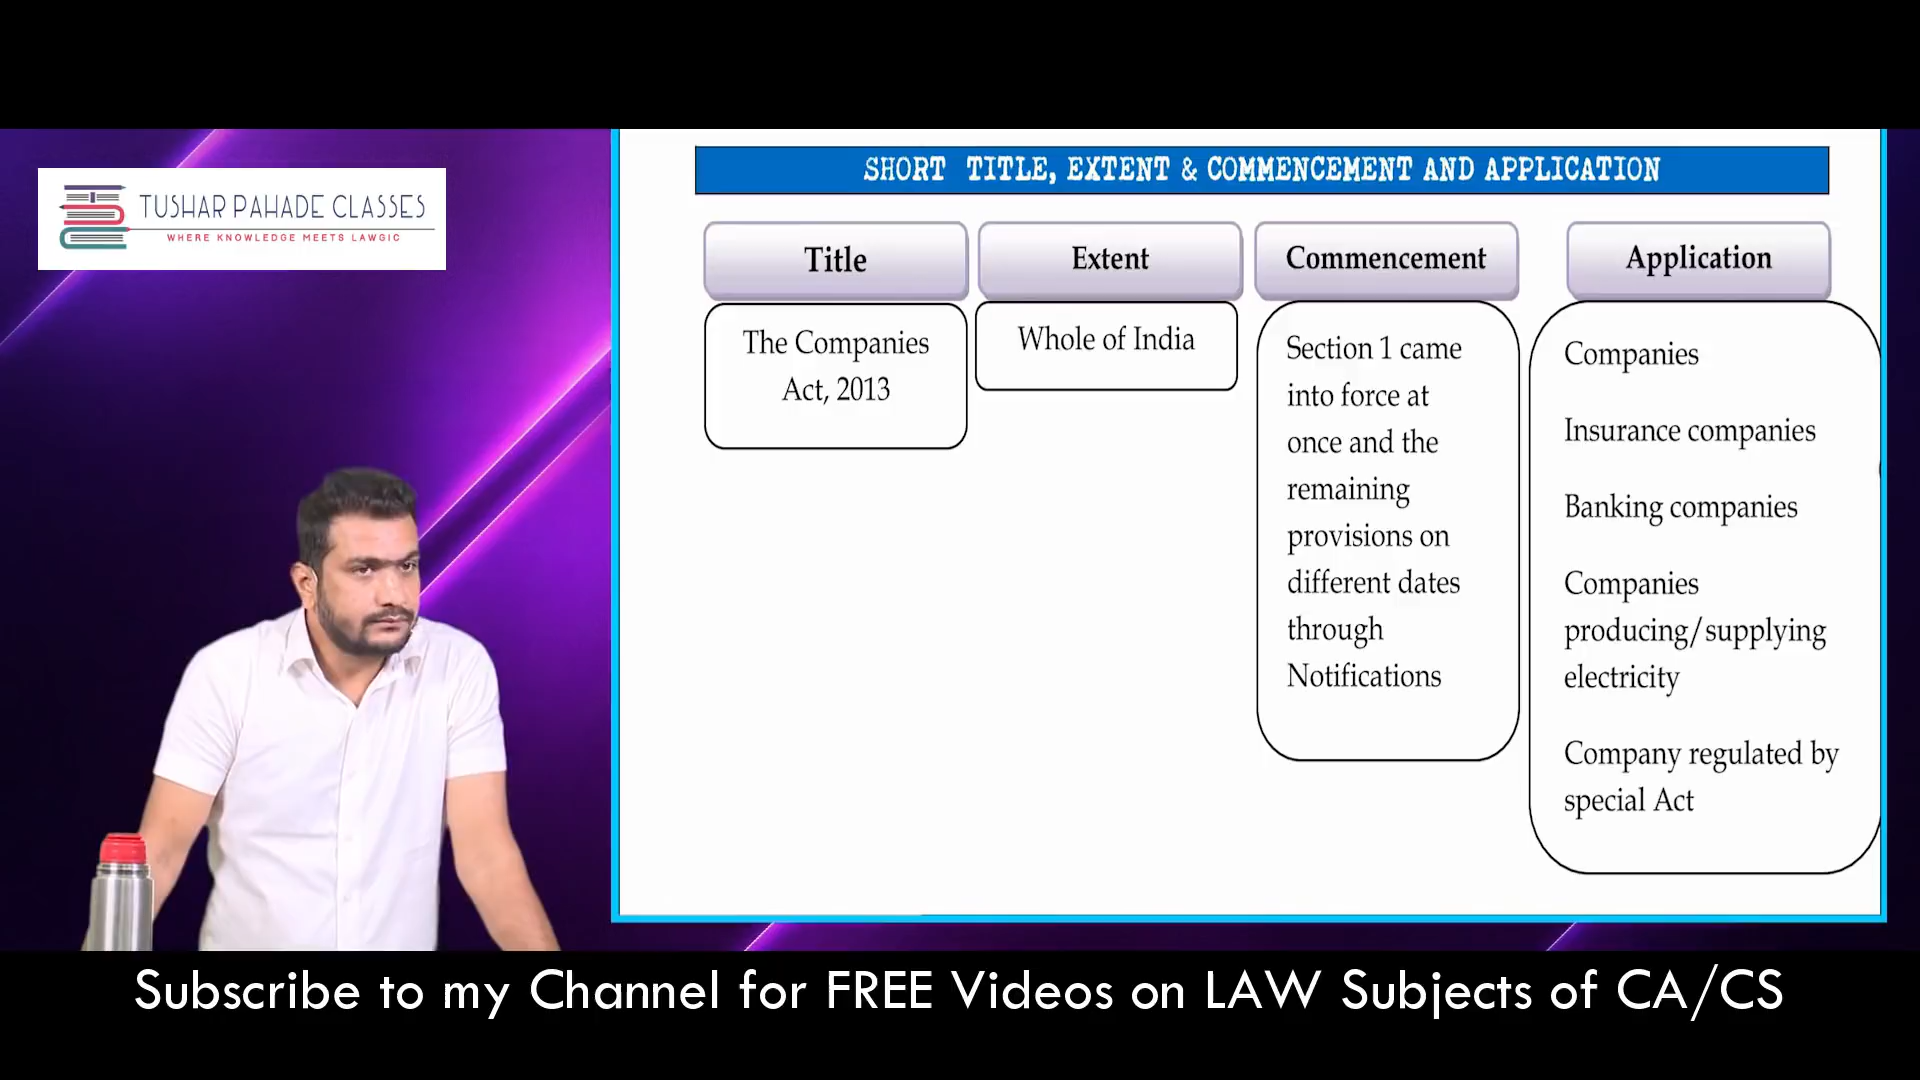 TUSHAR PAHADE CLASSES
WHERE KNOWLEDGE MEETS LAWGIC
SHORT TITLE, EXTENT & COMMENCEMENT AND APPLICATION
Title
Extent
Commencement
Application
The Companies
Act, 2013
Whole of India
Section 1 came
into force at
once and the
remaining
provisions on
different dates
through
Notifications
Companies
Insurance companies
Banking companies
Companies
producing/supplying
electricity
Company regulated by
special Act
Subscribe to my Channel for FREE Videos on LAW Subjects of CA/CS